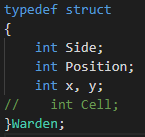 typedef struct
{
    int Side;
    int Position;
    int x, y;
//    int Cell;
}Warden;